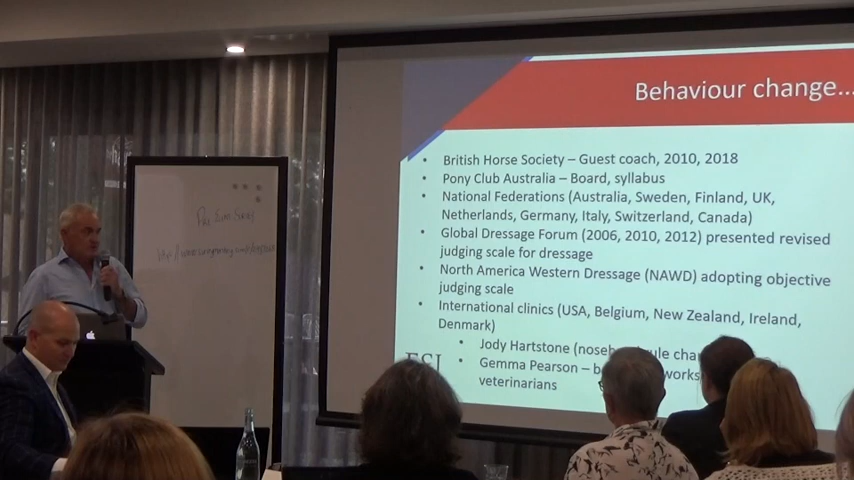 Behaviour change...
• British Horse Society – Guest coach, 2010, 2018
• Pony Club Australia – Board, syllabus
• National Federations (Australia, Sweden, Finland, UK,
Netherlands, Germany, Italy, Switzerland, Canada)
• Global Dressage Forum (2006, 2010, 2012) presented revised
judging scale for dressage
• North America Western Dressage (NAWD) adopting objective
judging scale
• International clinics (USA, Belgium, New Zealand, Ireland,
Denmark)
• Jody Hartstone
• Gemma Pearson –
veterinarians